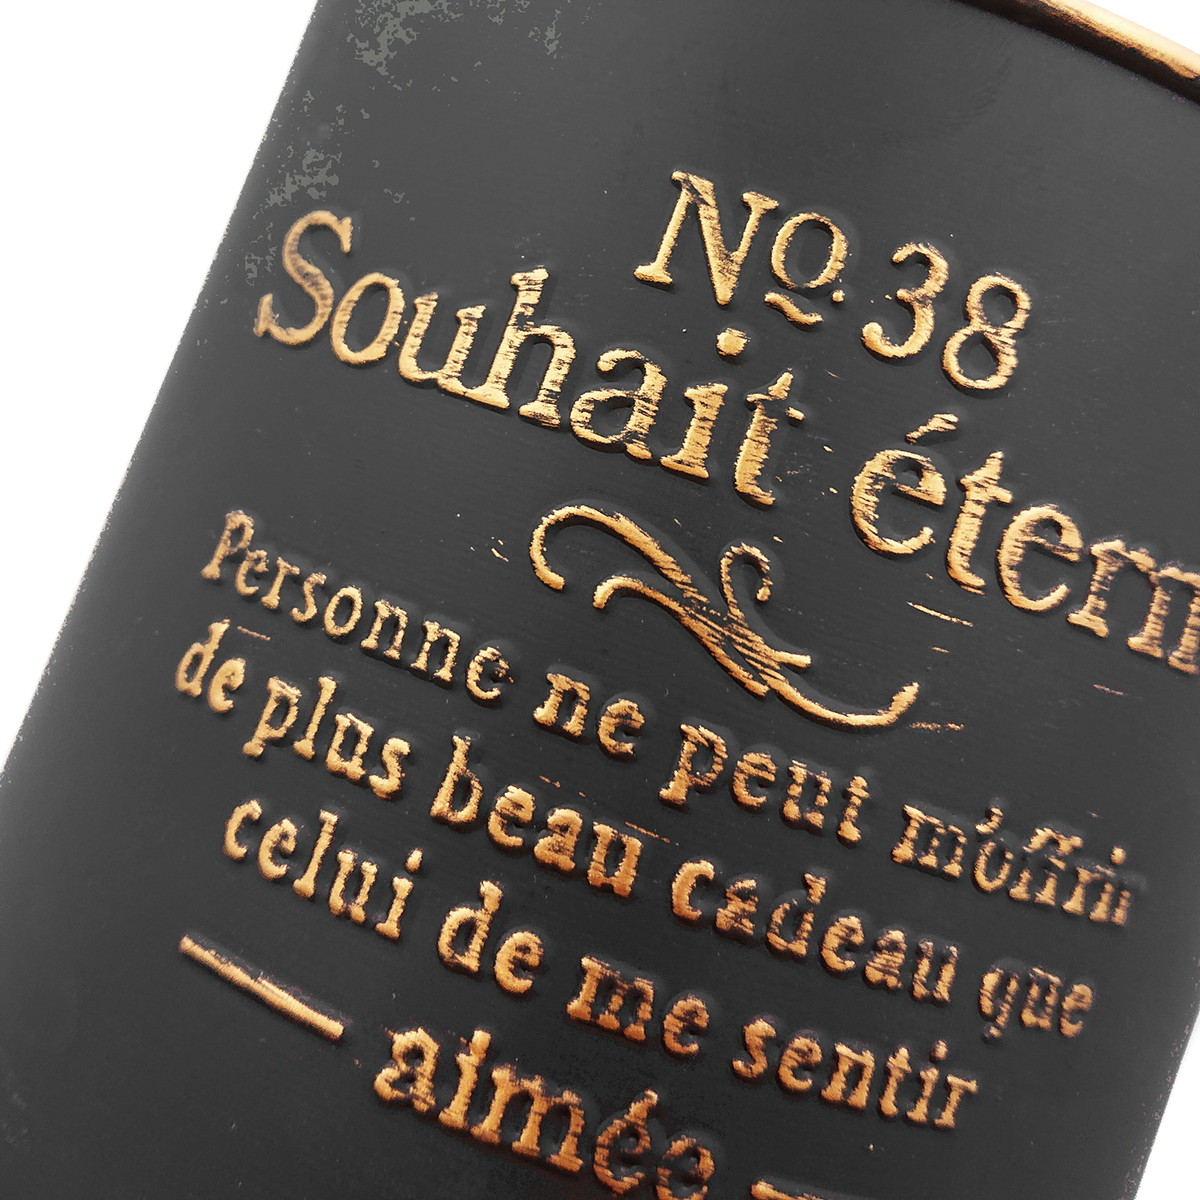 No. 38
Souhait étern
Personne ne peut m'offrir
de plus beau cadeau que
celui de me sentir
aimée